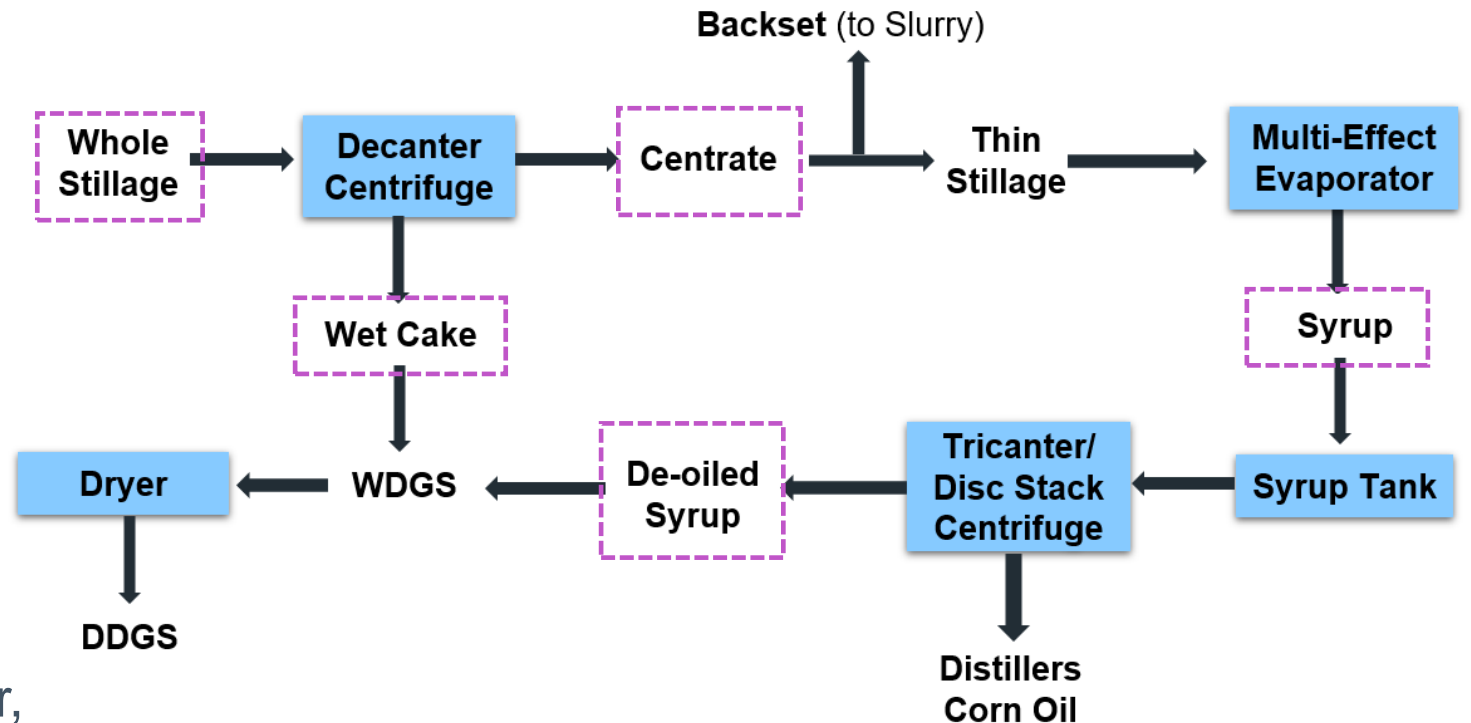 Backset (to Slurry)
Whole
Stillage
Decanter
Centrifuge
Centrate
Thin
Stillage
Multi-Effect
Evaporator
Wet Cake
Syrup
Dryer
WDGS
De-oiled
Syrup
Tricanter/
Disc Stack
Centrifuge
Syrup Tank
DDGS
Distillers
Corn Oil
r,